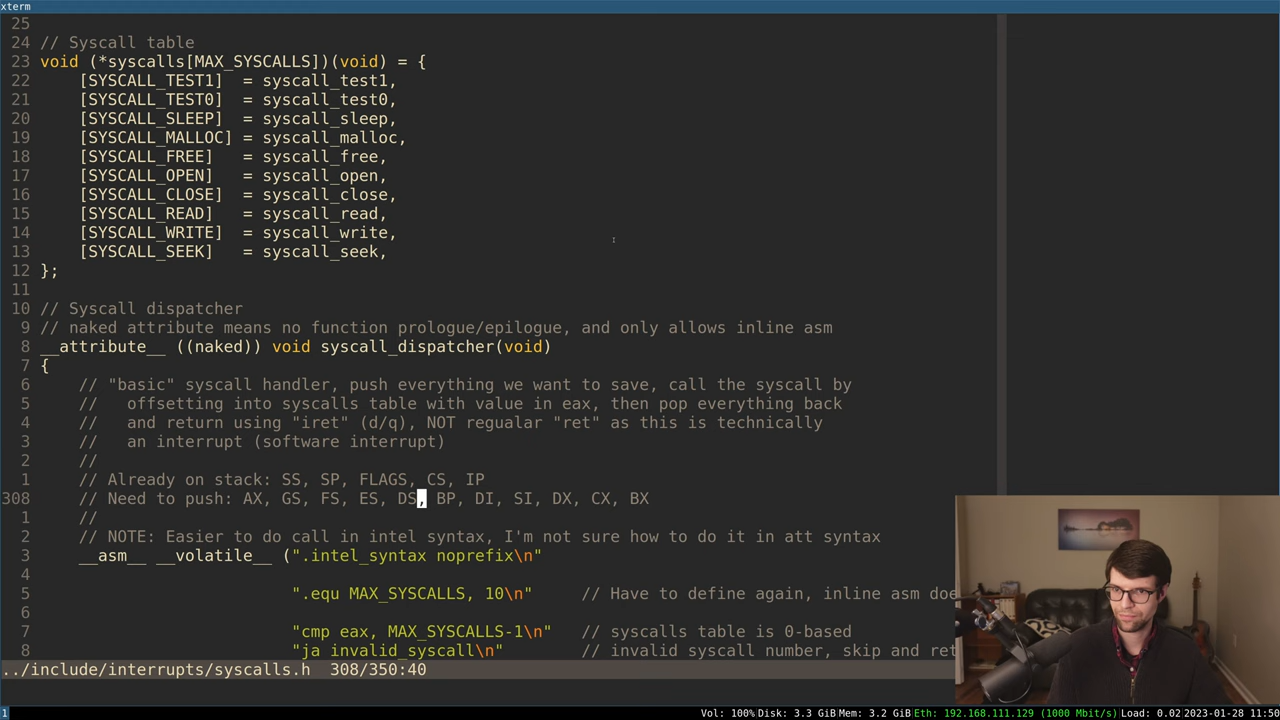 xterm
25
24 // Syscall table
23 void (*syscalls[MAX_SYSCALLS])(void) = {
22     [SYSCALL_TEST1]  = syscall_test1,
21     [SYSCALL_TEST0]  = syscall_test0,
20     [SYSCALL_SLEEP]  = syscall_sleep,
19     [SYSCALL_MALLOC] = syscall_malloc,
18     [SYSCALL_FREE]   = syscall_free,
17     [SYSCALL_OPEN]   = syscall_open,
16     [SYSCALL_CLOSE]  = syscall_close,
15     [SYSCALL_READ]   = syscall_read,
14     [SYSCALL_WRITE]  = syscall_write,
13     [SYSCALL_SEEK]   = syscall_seek,
12 };
11
10 // Syscall dispatcher
9 // naked attribute means no function prologue/epilogue, and only allows inline asm
8 __attribute__ ((naked)) void syscall_dispatcher(void)
7 {
6     // "basic" syscall handler, push everything we want to save, call the syscall by
5     //   offsetting into syscalls table with value in eax, then pop everything back
4     //   and return using "iret" (d/q), NOT regualar "ret" as this is technically
3     //   an interrupt (software interrupt)
2     //
1     // Already on stack: SS, SP, FLAGS, CS, IP
308     // Need to push: AX, GS, FS, ES, DS, BP, DI, SI, DX, CX, BX
1     //
2     // NOTE: Easier to do call in intel syntax, I'm not sure how to do it in att syntax
3     __asm__ __volatile__ (".intel_syntax noprefix\n"
4
5                           ".equ MAX_SYSCALLS, 10\n"     // Have to define again, inline asm doe
6
7                           "cmp eax, MAX_SYSCALLS-1\n"   // syscalls table is 0-based
8                           "ja invalid_syscall\n"        // invalid syscall number, skip and ret
../include/interrupts/syscalls.h  308/350:40
1 Vol: 100% Disk: 3.3 GiB Mem: 3.2 GiB Eth: 192.168.111.129 (1000 Mbit/s) Load: 0.02 2023-01-28 11:50